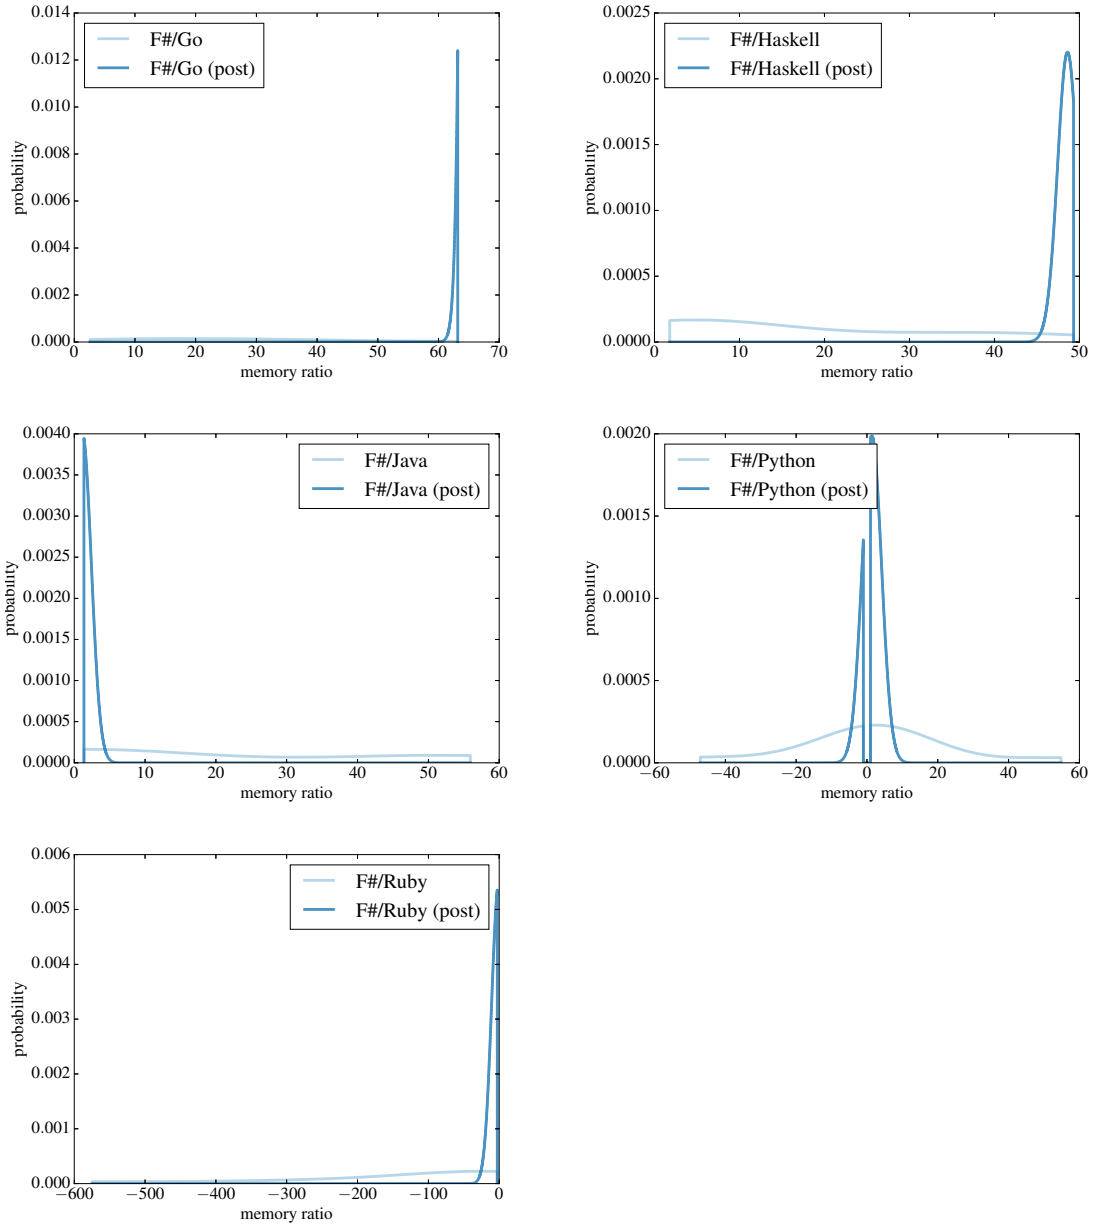 0.014
0.012
0.010
0.008
0.006
0.004
0.002
0.000
probability
F#/Go
F#/Go (post)
0 10 20 30 40 50 60 70
memory ratio
0.0025
0.0020
0.0015
0.0010
0.0005
0.0000
probability
F#/Haskell
F#/Haskell (post)
0 10 20 30 40 50
memory ratio
0.0040
0.0035
0.0030
0.0025
0.0020
0.0015
0.0010
0.0005
0.0000
probability
F#/Java
F#/Java (post)
0 10 20 30 40 50 60
memory ratio
0.0020
0.0015
0.0010
0.0005
0.0000
probability
F#/Python
F#/Python (post)
−60 −40 −20 0 20 40 60
memory ratio
0.006
0.005
0.004
0.003
0.002
0.001
0.000
probability
F#/Ruby
F#/Ruby (post)
−600 −500 −400 −300 −200 −100 0
memory ratio